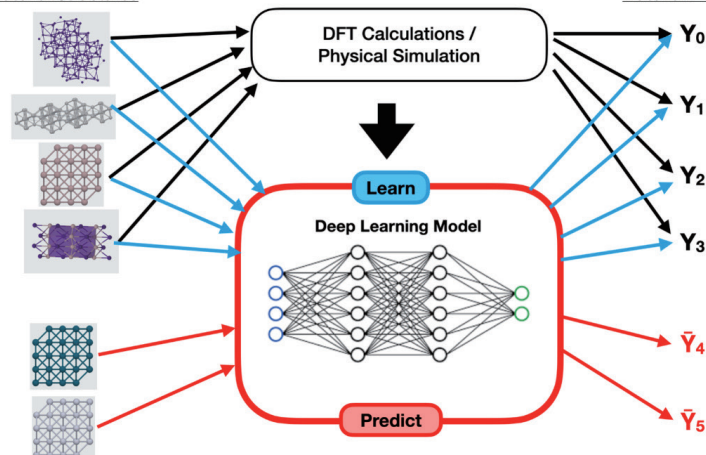 DFT Calculations /
Physical Simulation
Y₀
Y₁
Y₂
Y₃
Learn
Deep Learning Model
Ȳ₄
Ȳ₅
Predict